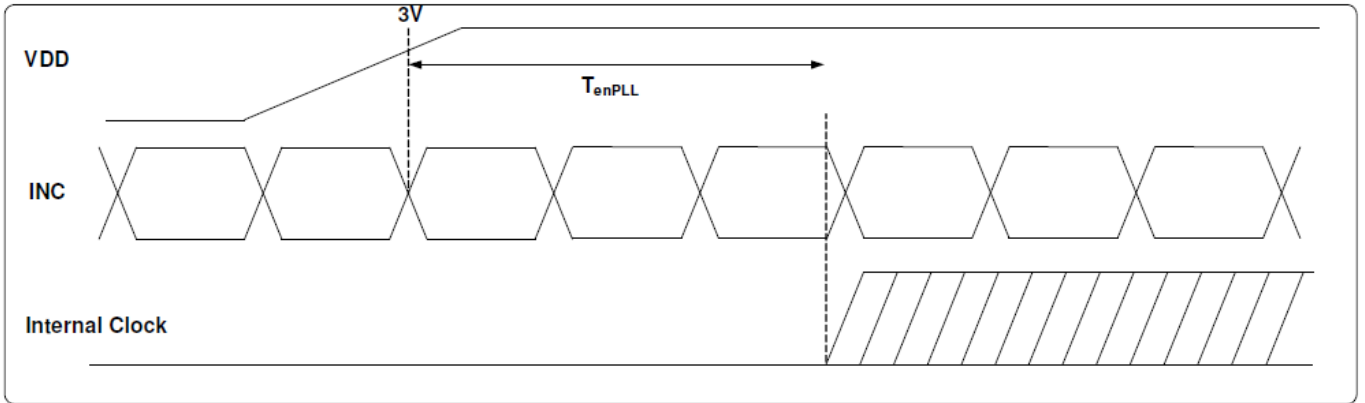 3V
VDD
TenPLL
INC
Internal Clock